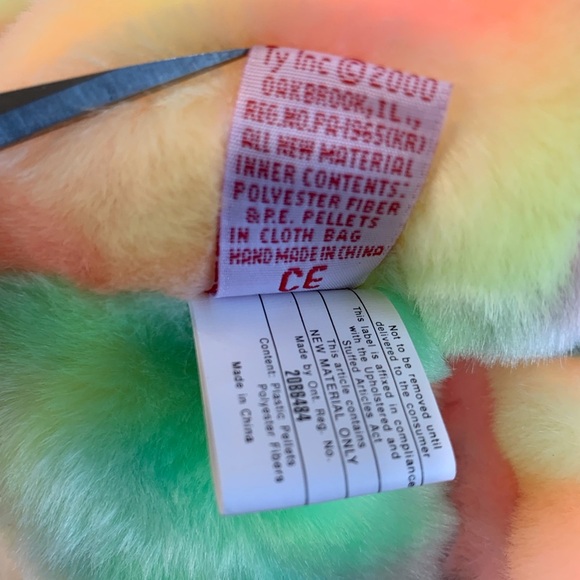 Ty Inc © 2000
OAKBROOK, IL.,
REG. NO. PA-1965(KR)
ALL NEW MATERIAL
INNER CONTENTS:
POLYESTER FIBER
& P.E. PELLETS
IN CLOTH BAG
HAND MADE IN CHINA
CE
Not to be removed until
delivered to the consumer
This label is affixed in compliance
with the Upholstered and
Stuffed Articles Act
This article contains
NEW MATERIAL ONLY
Made by Ont. Reg. No.
20B6484
Content: Plastic Pellets
Polyester Fibers
Made in China